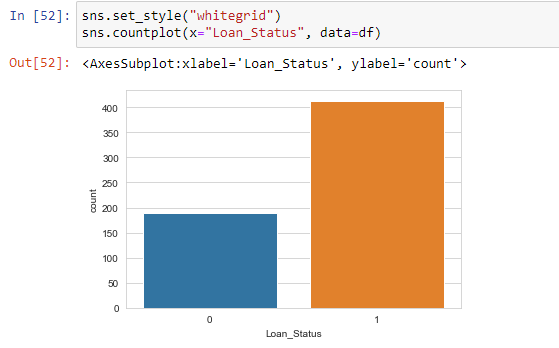 In [52]: sns.set_style("whitegrid")
sns.countplot(x="Loan_Status", data=df)
Out[52]: <AxesSubplot:xlabel='Loan_Status', ylabel='count'>
400
350
300
250
200
150
100
50
0
count
0 1
Loan_Status